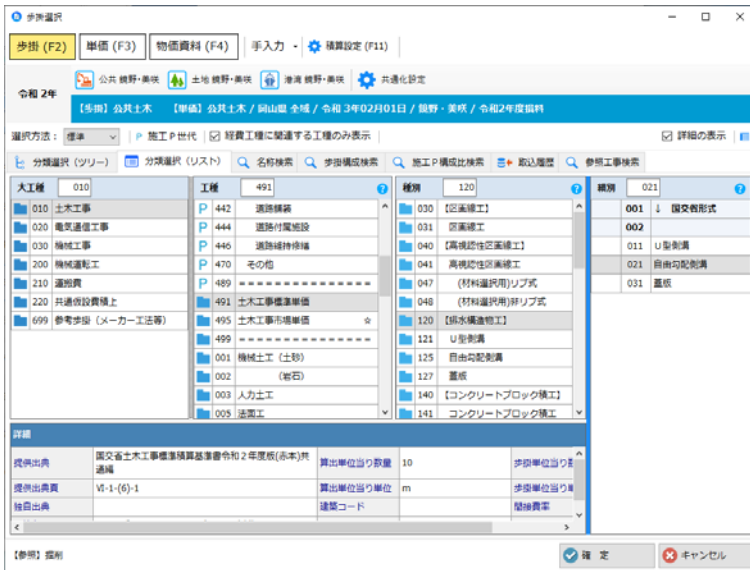 歩掛選択
歩掛 (F2) 単価 (F3) 物価資料 (F4) 手入力 積算設定 (F11)
令和 2年 公共 鏡野・美咲 土地 鏡野・美咲 港湾 鏡野・美咲 共通化設定
【歩掛】公共土木 【単価】公共土木 / 岡山県 全域 / 令和 3年02月01日 / 鏡野・美咲 / 令和2年度損料
選択方法： 標準 P 施工Ｐ世代 経費工種に関連する工種のみ表示 詳細の表示
分類選択（ツリー） 分類選択（リスト） 名称検索 歩掛構成検索 施工Ｐ構成比検索 取込履歴 参照工事検索
大工種 010
010 土木工事
020 電気通信工事
030 機械工事
200 機械運転工
210 運搬費
220 共通仮設費積上
699 参考歩掛（メーカー工法等）
工種 491
P 442 道路舗装
P 444 道路付属施設
P 446 道路維持修繕
P 470 その他
P 489 ＝＝＝＝＝＝＝＝＝＝＝＝＝＝＝
491 土木工事標準単価
495 土木工事市場単価 ☆
499 ＝＝＝＝＝＝＝＝＝＝＝＝＝＝＝
001 機械土工（土砂）
002 （岩石）
003 人力土工
005 法面工
種別 120
030 【区画線工】
031 区画線工
040 【高視認性区画線工】
041 高視認性区画線工
047 (材料選択用)リブ式
048 (材料選択用)非リブ式
120 【排水構造物工】
121 Ｕ型側溝
125 自由勾配側溝
127 蓋版
140 【コンクリートブロック積工】
141 コンクリートブロック積工
細別 021
001 ↓ 国交省形式
002
011 Ｕ型側溝
021 自由勾配側溝
031 蓋版
詳細
提供出典 国交省土木工事標準積算基準書令和２年度版(赤本)共通編 算出単位当り数量 10 歩掛単位当り
提供出典頁 Ⅵ-1-(6)-1 算出単位当り単位 m 歩掛単位当り
独自出典 建築コード 間接費率
【参照】掘削 確 定 キャンセル